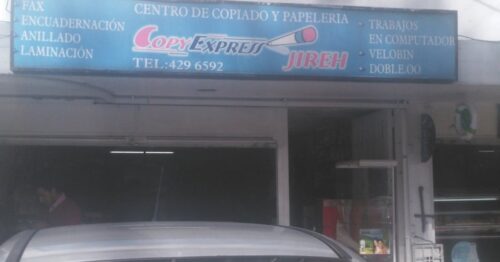 CENTRO DE COPIADO Y PAPELERIA
· FAX
· ENCUADERNACIÓN
· ANILLADO
· LAMINACIÓN
COPYEXPRESS
JIREH
TEL:429 6592
· TRABAJOS
EN COMPUTADOR
· VELOBIN
· DOBLE.OO